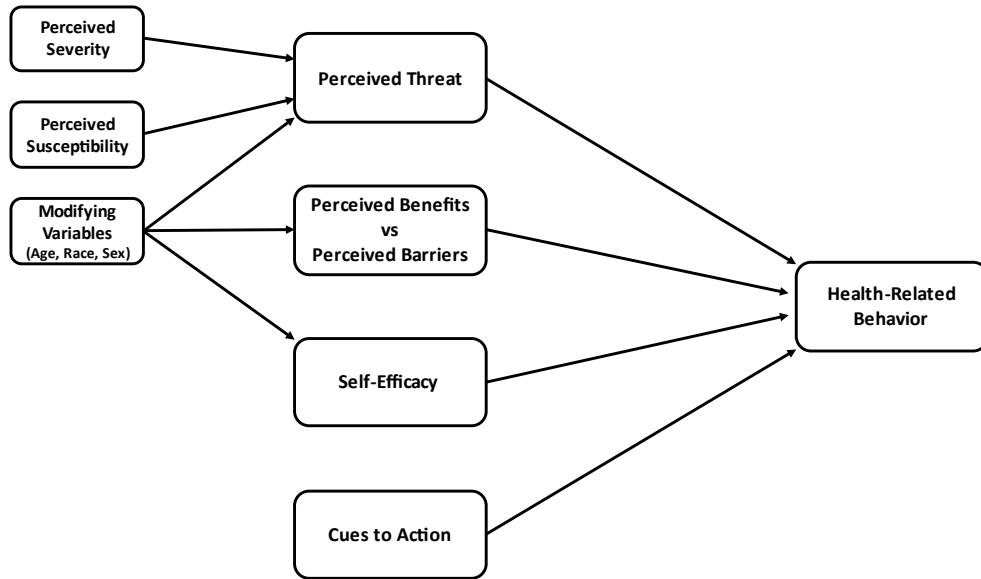 Perceived
Severity
Perceived Threat
Perceived
Susceptibility
Modifying
Variables
(Age, Race, Sex)
Perceived Benefits
vs
Perceived Barriers
Health-Related
Behavior
Self-Efficacy
Cues to Action